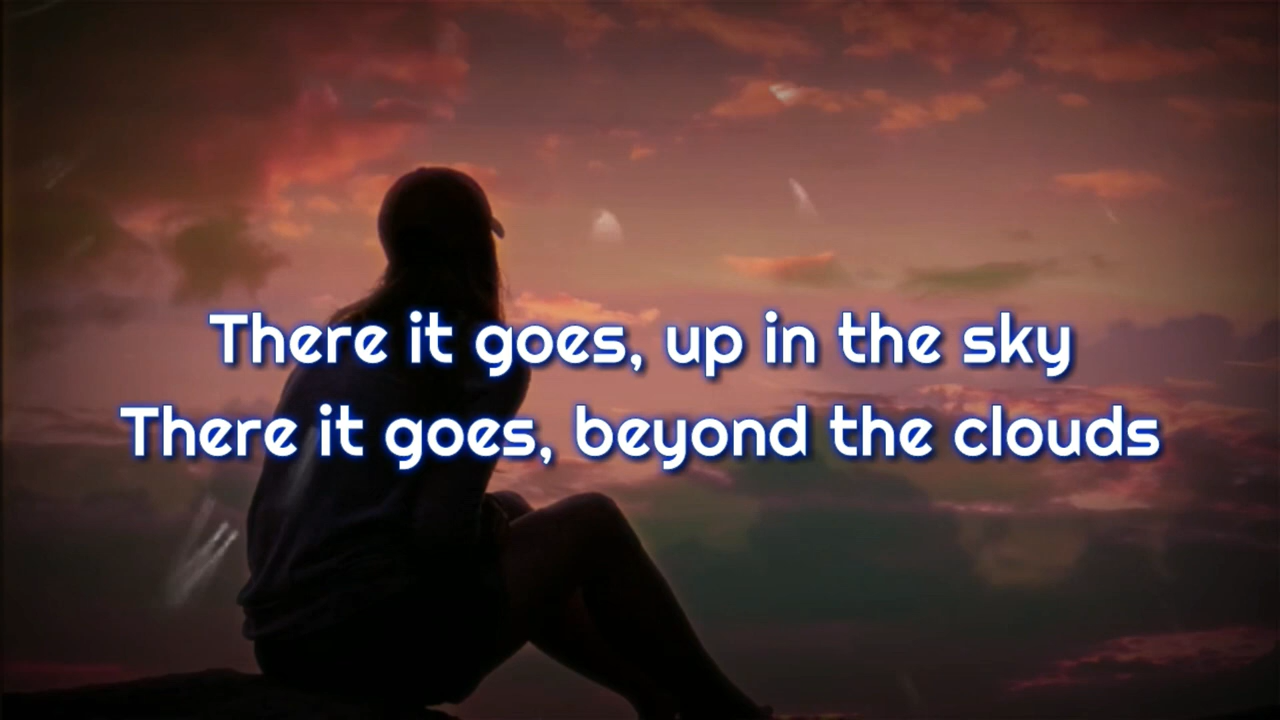 There it goes, up in the sky
There it goes, beyond the clouds